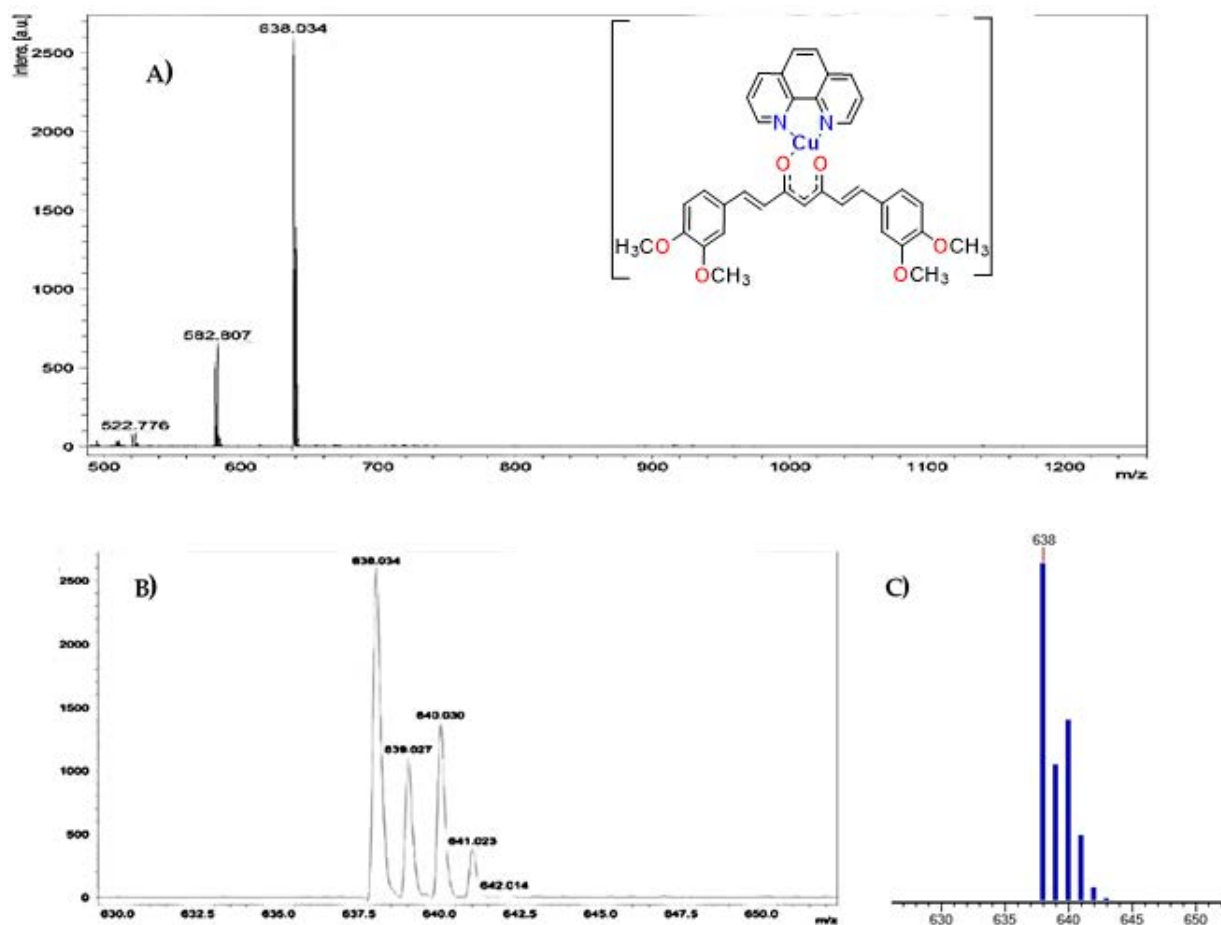 Intens. [a.u.]
2500
2000
1500
1000
500
0
A)
638.034
582.807
522.776
500 600 700 800 900 1000 1100 1200
m/z
N N
Cu
O O
H₃CO OCH₃
OCH₃ OCH₃
B)
2500
2000
1500
1000
500
0
638.034
639.027
640.030
641.023
642.014
630.0 632.5 637.5 640.0 642.5 645.0 647.5 650.0
m/z
C)
638
630 635 640 645 650